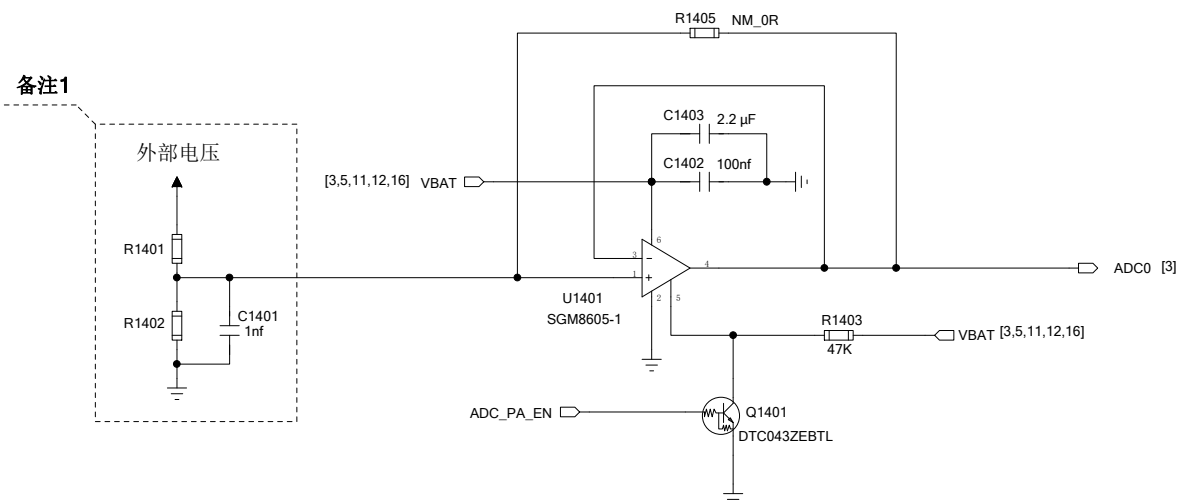 R1405 NM_0R
备注1
外部电压
C1403 2.2 µF
C1402 100nf
[3,5,11,12,16] VBAT
R1401
6
3
-
1
+
4
ADC0 [3]
U1401
SGM8605-1
2
5
R1402
C1401
1nf
R1403
47K
VBAT [3,5,11,12,16]
ADC_PA_EN
Q1401
DTC043ZEBTL